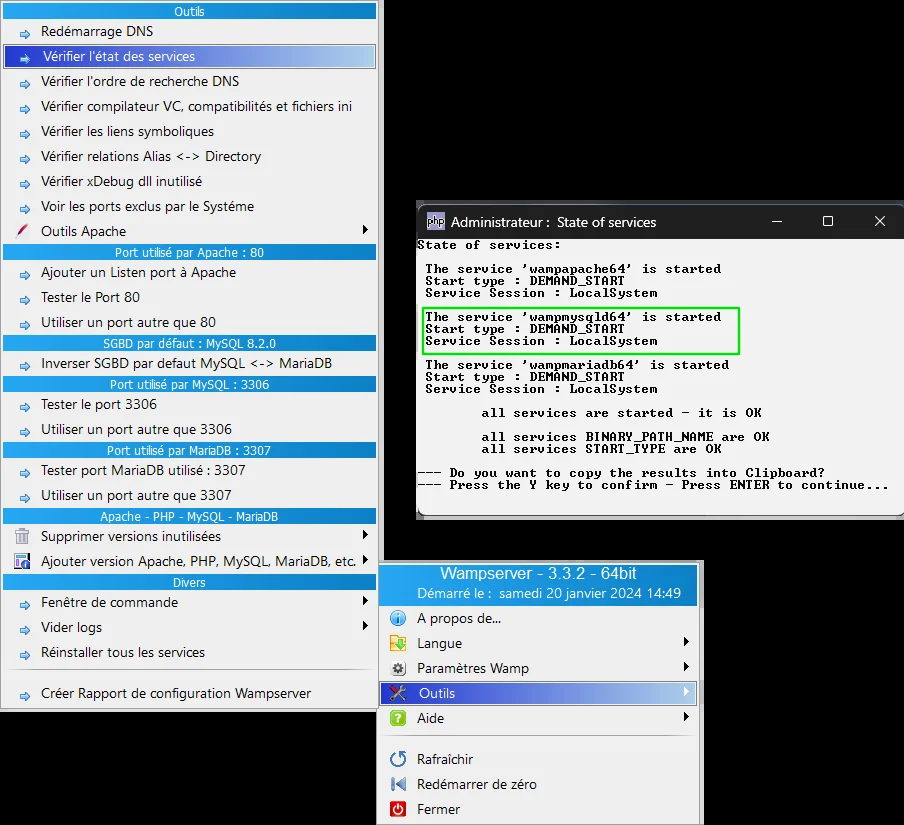 Outils
Redémarrage DNS
Vérifier l'état des services
Vérifier l'ordre de recherche DNS
Vérifier compilateur VC, compatibilités et fichiers ini
Vérifier les liens symboliques
Vérifier relations Alias <-> Directory
Vérifier xDebug dll inutilisé
Voir les ports exclus par le Systéme
Outils Apache
Port utilisé par Apache : 80
Ajouter un Listen port à Apache
Tester le Port 80
Utiliser un port autre que 80
SGBD par défaut : MySQL 8.2.0
Inverser SGBD par defaut MySQL <-> MariaDB
Port utilisé par MySQL : 3306
Tester le port 3306
Utiliser un port autre que 3306
Port utilisé par MariaDB : 3307
Tester port MariaDB utilisé : 3307
Utiliser un port autre que 3307
Apache - PHP - MySQL - MariaDB
Supprimer versions inutilisées
Ajouter version Apache, PHP, MySQL, MariaDB, etc.
Divers
Fenêtre de commande
Vider logs
Réinstaller tous les services
Créer Rapport de configuration Wampserver
php Administrateur : State of services
State of services:
The service 'wampapache64' is started
Start type : DEMAND_START
Service Session : LocalSystem
The service 'wampmysqld64' is started
Start type : DEMAND_START
Service Session : LocalSystem
The service 'wampmariadb64' is started
Start type : DEMAND_START
Service Session : LocalSystem
all services are started - it is OK
all services BINARY_PATH_NAME are OK
all services START_TYPE are OK
--- Do you want to copy the results into Clipboard?
--- Press the Y key to confirm - Press ENTER to continue...
Wampserver - 3.3.2 - 64bit
Démarré le : samedi 20 janvier 2024 14:49
A propos de...
Langue
Paramètres Wamp
Outils
Aide
Rafraîchir
Redémarrer de zéro
Fermer